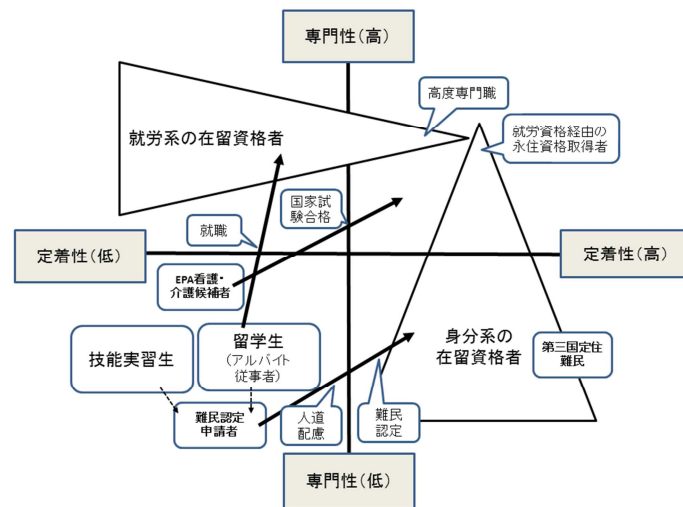 専門性(高)
高度専門職
就労系の在留資格者
就労資格経由の
永住資格取得者
国家試
験合格
就職
定着性(低)
定着性(高)
EPA看護・
介護候補者
留学生
(アルバイト
従事者)
技能実習生
身分系の
在留資格者
第三国定住
難民
難民認定
申請者
人道
配慮
難民
認定
専門性(低)